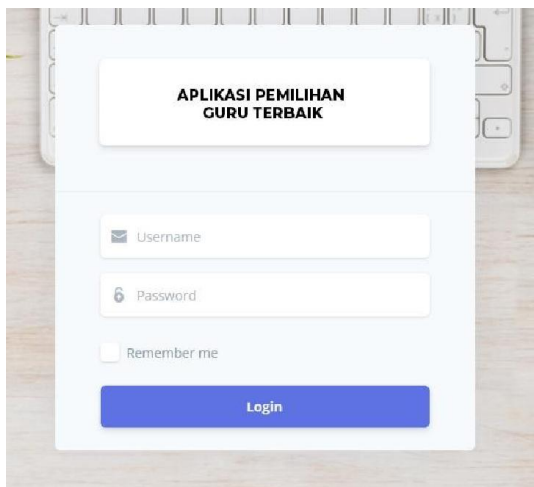 APLIKASI PEMILIHAN
GURU TERBAIK
Username
Password
Remember me
Login